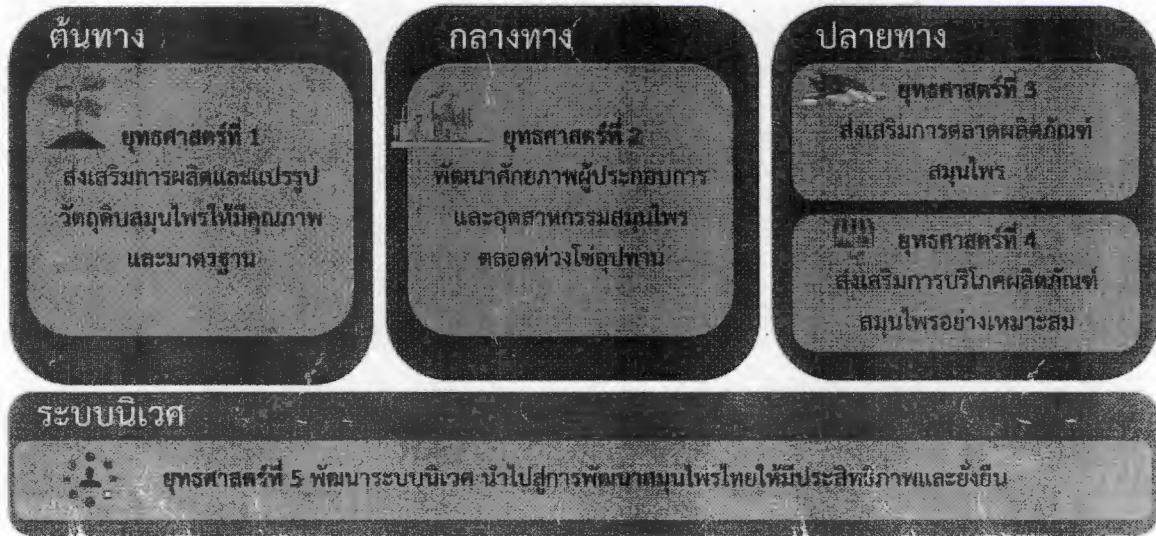 ต้นทาง
ยุทธศาสตร์ที่ 1
ส่งเสริมการผลิตและแปรรูป
วัตถุดิบสมุนไพรให้มีคุณภาพ
และมาตรฐาน
กลางทาง
ยุทธศาสตร์ที่ 2
พัฒนาศักยภาพผู้ประกอบการ
และอุตสาหกรรมสมุนไพร
ตลอดห่วงโซ่อุปทาน
ปลายทาง
ยุทธศาสตร์ที่ 3
ส่งเสริมการตลาดผลิตภัณฑ์
สมุนไพร
ยุทธศาสตร์ที่ 4
ส่งเสริมการบริโภคผลิตภัณฑ์
สมุนไพรอย่างเหมาะสม
ระบบนิเวศ
ยุทธศาสตร์ที่ 5 พัฒนาระบบนิเวศ นำไปสู่การพัฒนาสมุนไพรไทยให้มีประสิทธิภาพและยั่งยืน